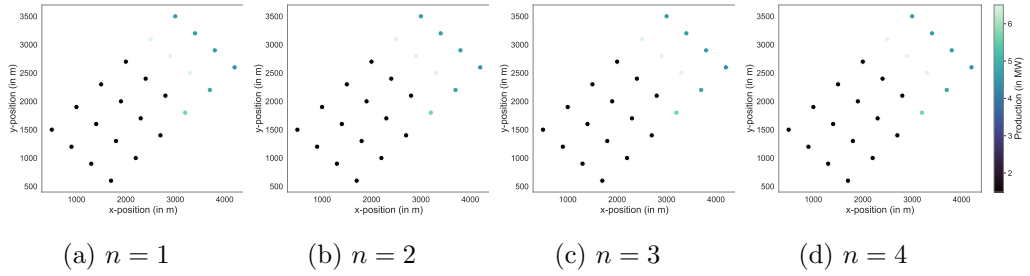 3500
3000
2500
2000
1500
1000
500
y-position (in m)
1000 2000 3000 4000
x-position (in m)
(a) n = 1
3500
3000
2500
2000
1500
1000
500
y-position (in m)
1000 2000 3000 4000
x-position (in m)
(b) n = 2
3500
3000
2500
2000
1500
1000
500
y-position (in m)
1000 2000 3000 4000
x-position (in m)
(c) n = 3
3500
3000
2500
2000
1500
1000
500
y-position (in m)
1000 2000 3000 4000
x-position (in m)
(d) n = 4
6
5
4
3
2
Production (in MW)